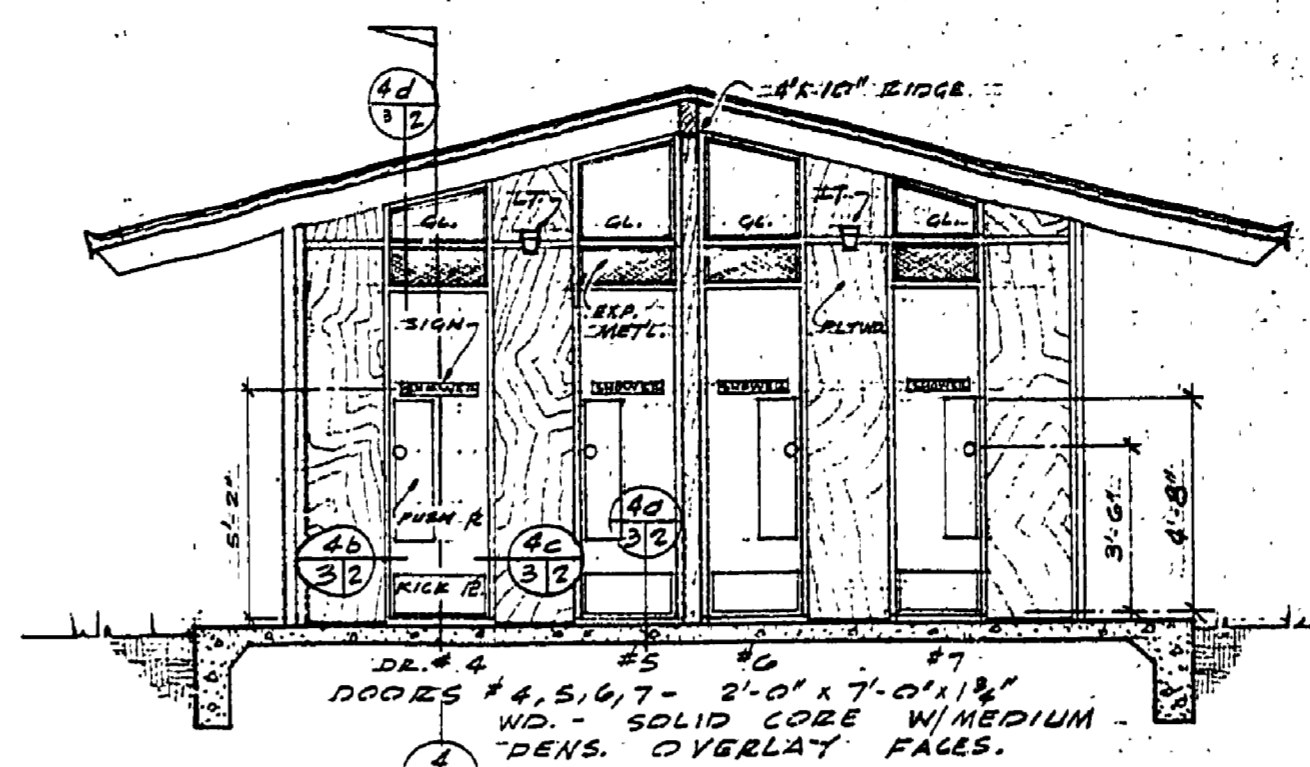 4d
3 2
4"x10" RIDGE.
LT.
LT.
GL.
GL.
GL.
GL.
SIGN
EXP.
MET'L.
PLYWD.
SHOWER
SHOWER
SHOWER
SHOWER
5'-2"
3'-6"
4'-8"
PUSH PL.
4b
3 2
4c
3 2
4d
3 2
KICK PL.
DR. #4
#5
#6
#7
DOORS #4,5,6,7 - 2'-0" x 7'-0" x 1 3/4"
WD. - SOLID CORE W/MEDIUM
DENS. OVERLAY FACES.
4